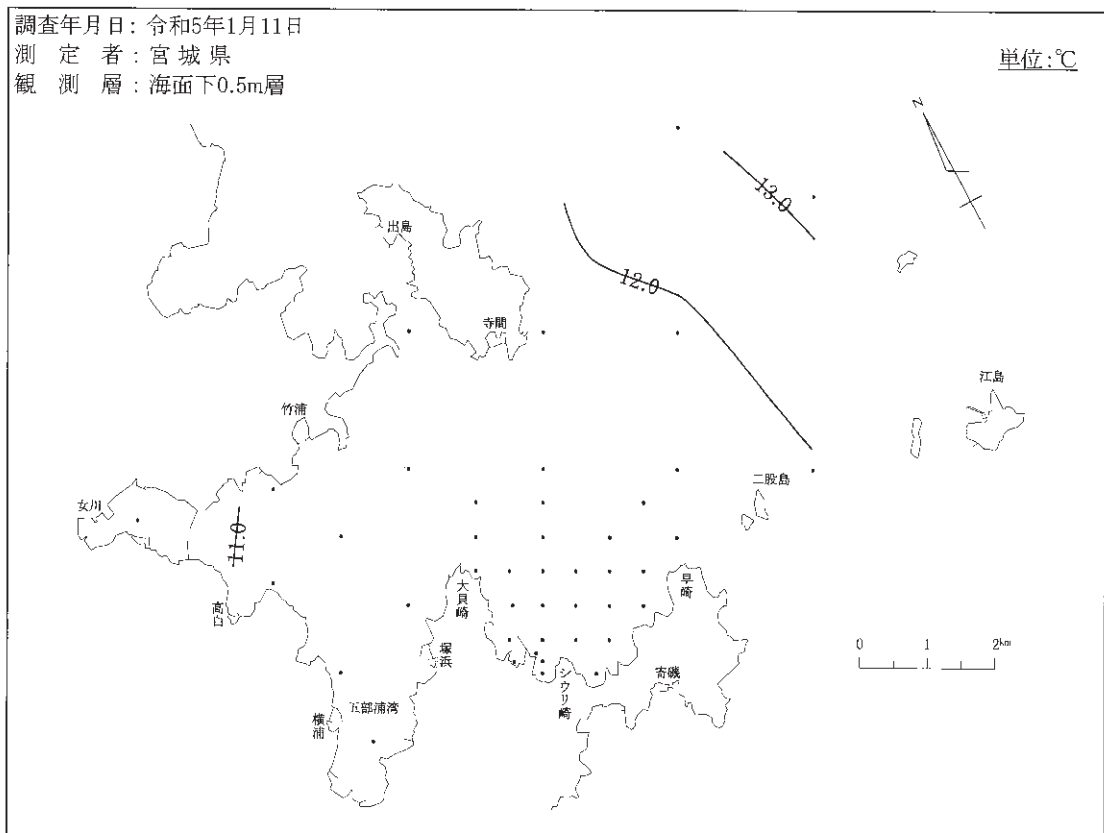 調査年月日：令和5年1月11日
測 定 者：宮城県
観 測 層：海面下0.5m層
単位：℃
N
13.0
出島
12.0
寺間
江島
竹浦
二股島
女川
11.0
大貝崎
早崎
高白
塚浜
シウリ崎
寄磯
0 1 2km
五部浦湾
横浦